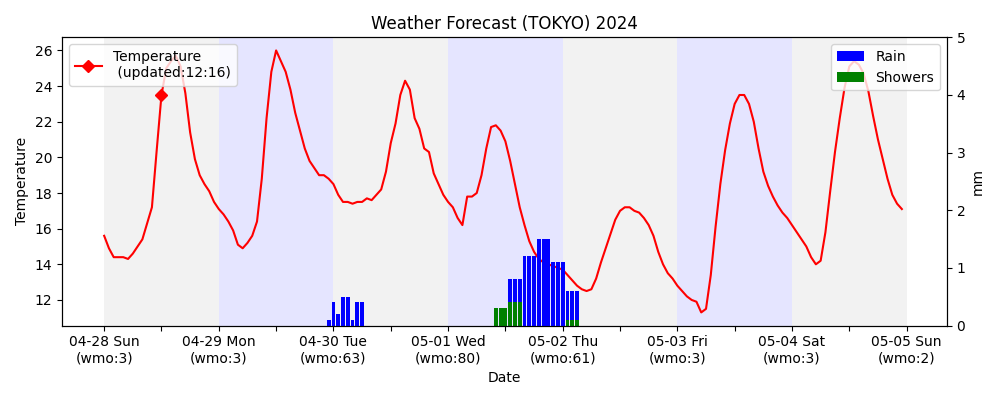 Weather Forecast (TOKYO) 2024
Temperature
(updated:12:16)
Rain
Showers
26
24
22
20
18
16
14
12
Temperature
5
4
3
2
1
0
mm
04-28 Sun
(wmo:3)
04-29 Mon
(wmo:3)
04-30 Tue
(wmo:63)
05-01 Wed
(wmo:80)
05-02 Thu
(wmo:61)
05-03 Fri
(wmo:3)
05-04 Sat
(wmo:3)
05-05 Sun
(wmo:2)
Date